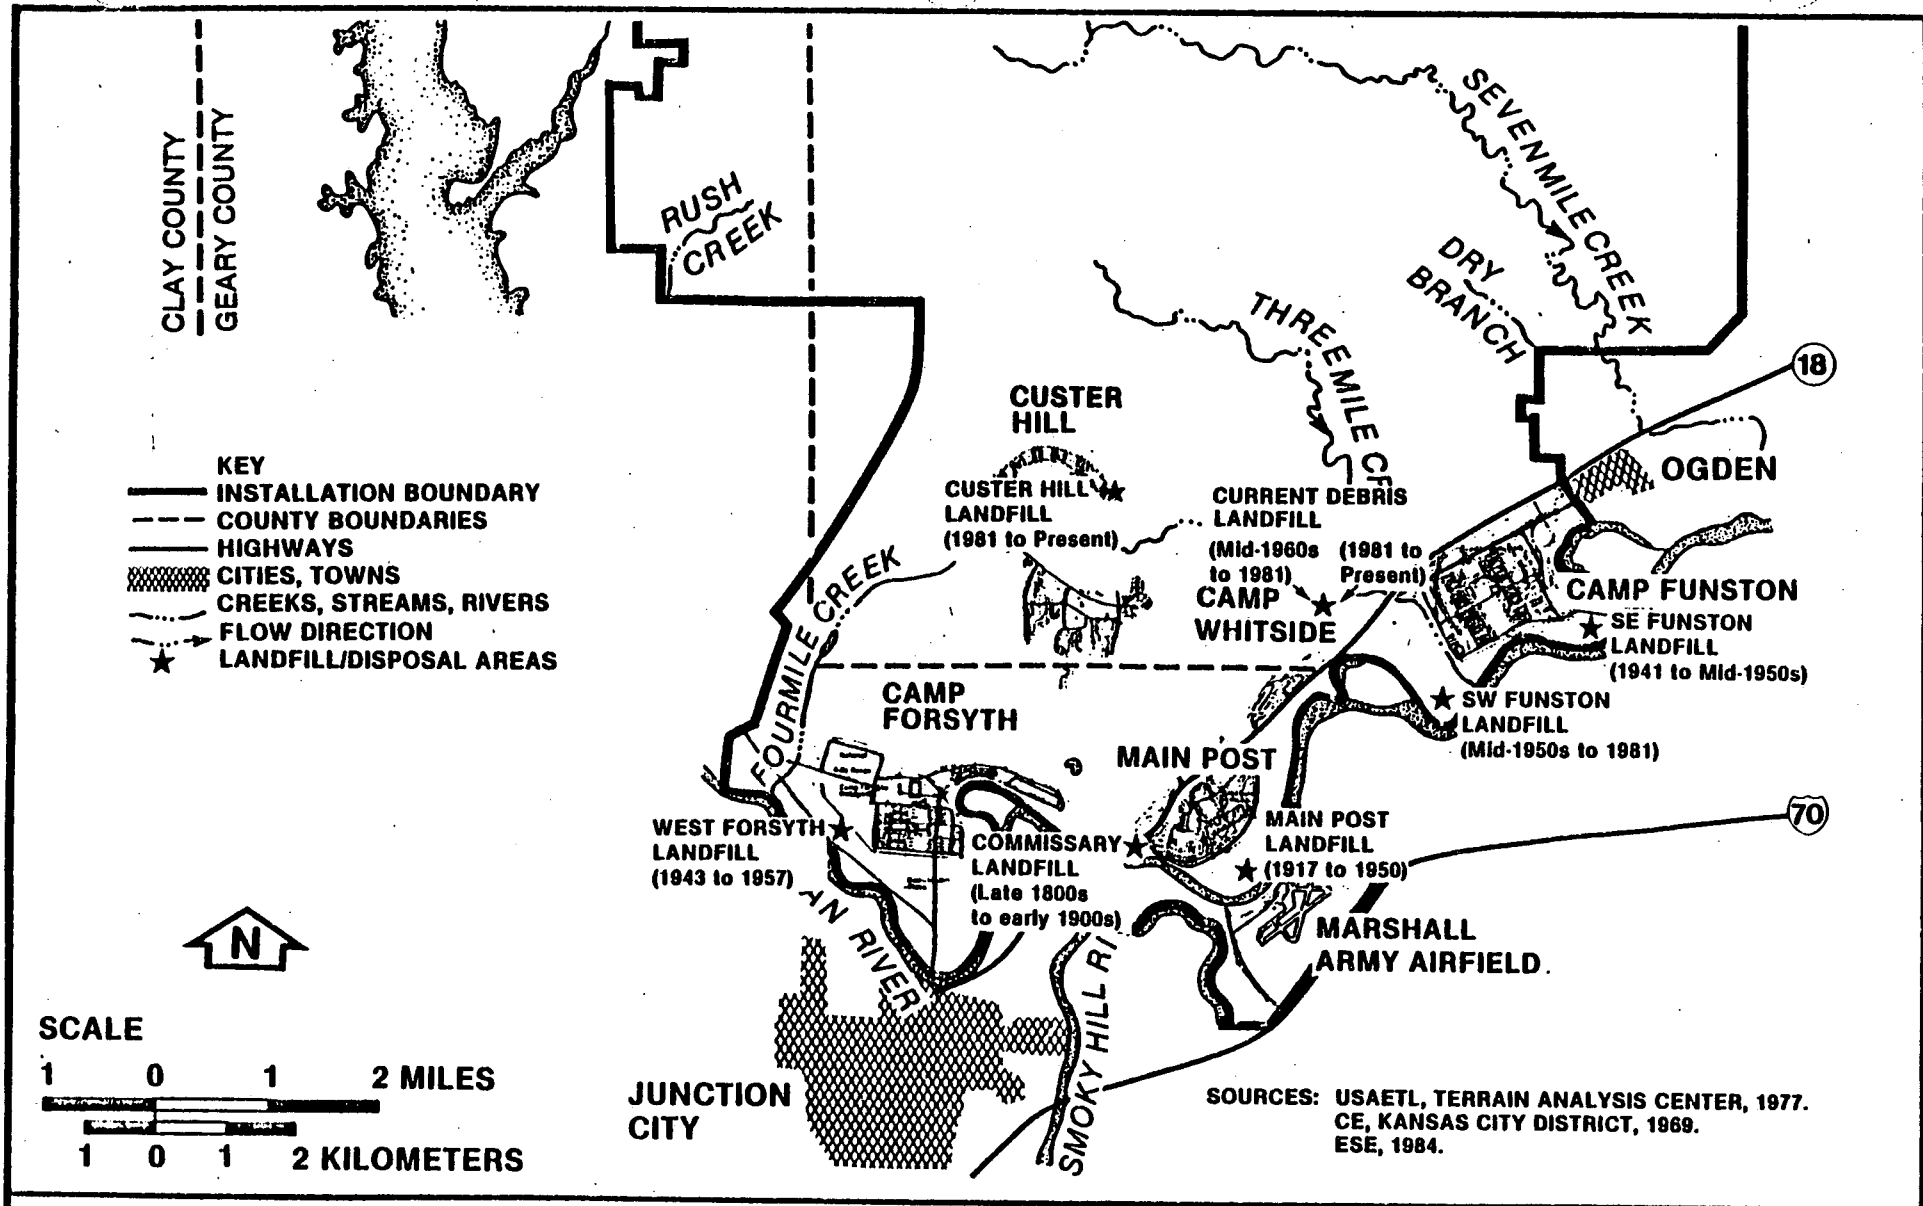 CLAY COUNTY
GEARY COUNTY
RUSH
CREEK
SEVENMILE CREEK
DRY
BRANCH
THREEMILE CR
18
CUSTER
HILL
CUSTER HILL
LANDFILL
(1981 to Present)
CURRENT DEBRIS
LANDFILL
(Mid-1960s
to 1981)
(1981 to
Present)
OGDEN
KEY
INSTALLATION BOUNDARY
COUNTY BOUNDARIES
HIGHWAYS
CITIES, TOWNS
CREEKS, STREAMS, RIVERS
FLOW DIRECTION
LANDFILL/DISPOSAL AREAS
FOURMILE CREEK
CAMP
WHITSIDE
CAMP FUNSTON
SE FUNSTON
LANDFILL
(1941 to Mid-1950s)
CAMP
FORSYTH
SW FUNSTON
LANDFILL
(Mid-1950s to 1981)
MAIN POST
WEST FORSYTH
LANDFILL
(1943 to 1957)
COMMISSARY
LANDFILL
(Late 1800s
to early 1900s)
MAIN POST
LANDFILL
(1917 to 1950)
70
AN RIVER
SMOKY HILL RI
MARSHALL
ARMY AIRFIELD.
N
SCALE
1 0 1 2 MILES
1 0 1 2 KILOMETERS
JUNCTION
CITY
SOURCES: USAETL, TERRAIN ANALYSIS CENTER, 1977.
CE, KANSAS CITY DISTRICT, 1969.
ESE, 1984.